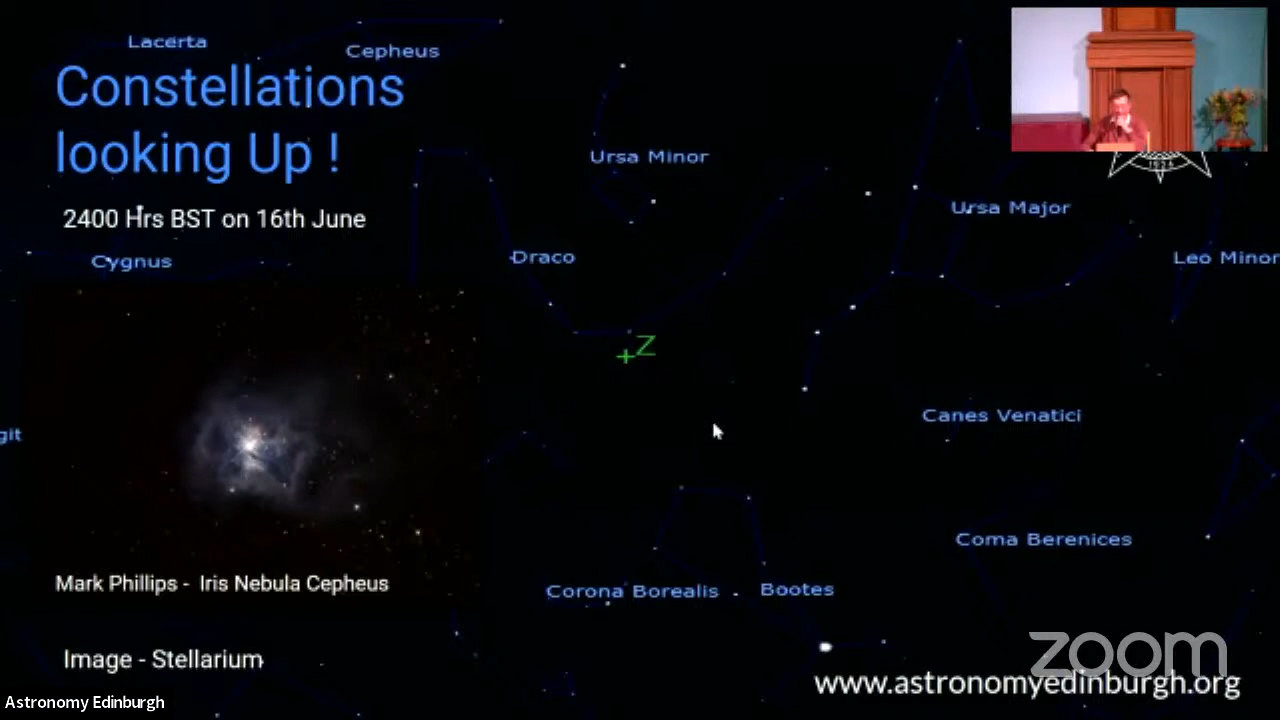 Lacerta
Cepheus
Constellations
looking Up !
Ursa Minor
1924
2400 Hrs BST on 16th June
Ursa Major
Cygnus
Draco
Leo Minor
Z
git
Canes Venatici
Coma Berenices
Mark Phillips - Iris Nebula Cepheus
Corona Borealis
Bootes
Image - Stellarium
zoom
www.astronomyedinburgh.org
Astronomy Edinburgh